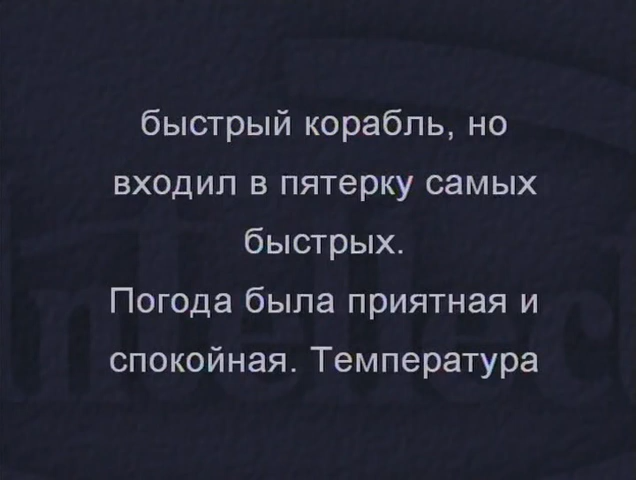 быстрый корабль, но
входил в пятерку самых
быстрых.
Погода была приятная и
спокойная. Температура